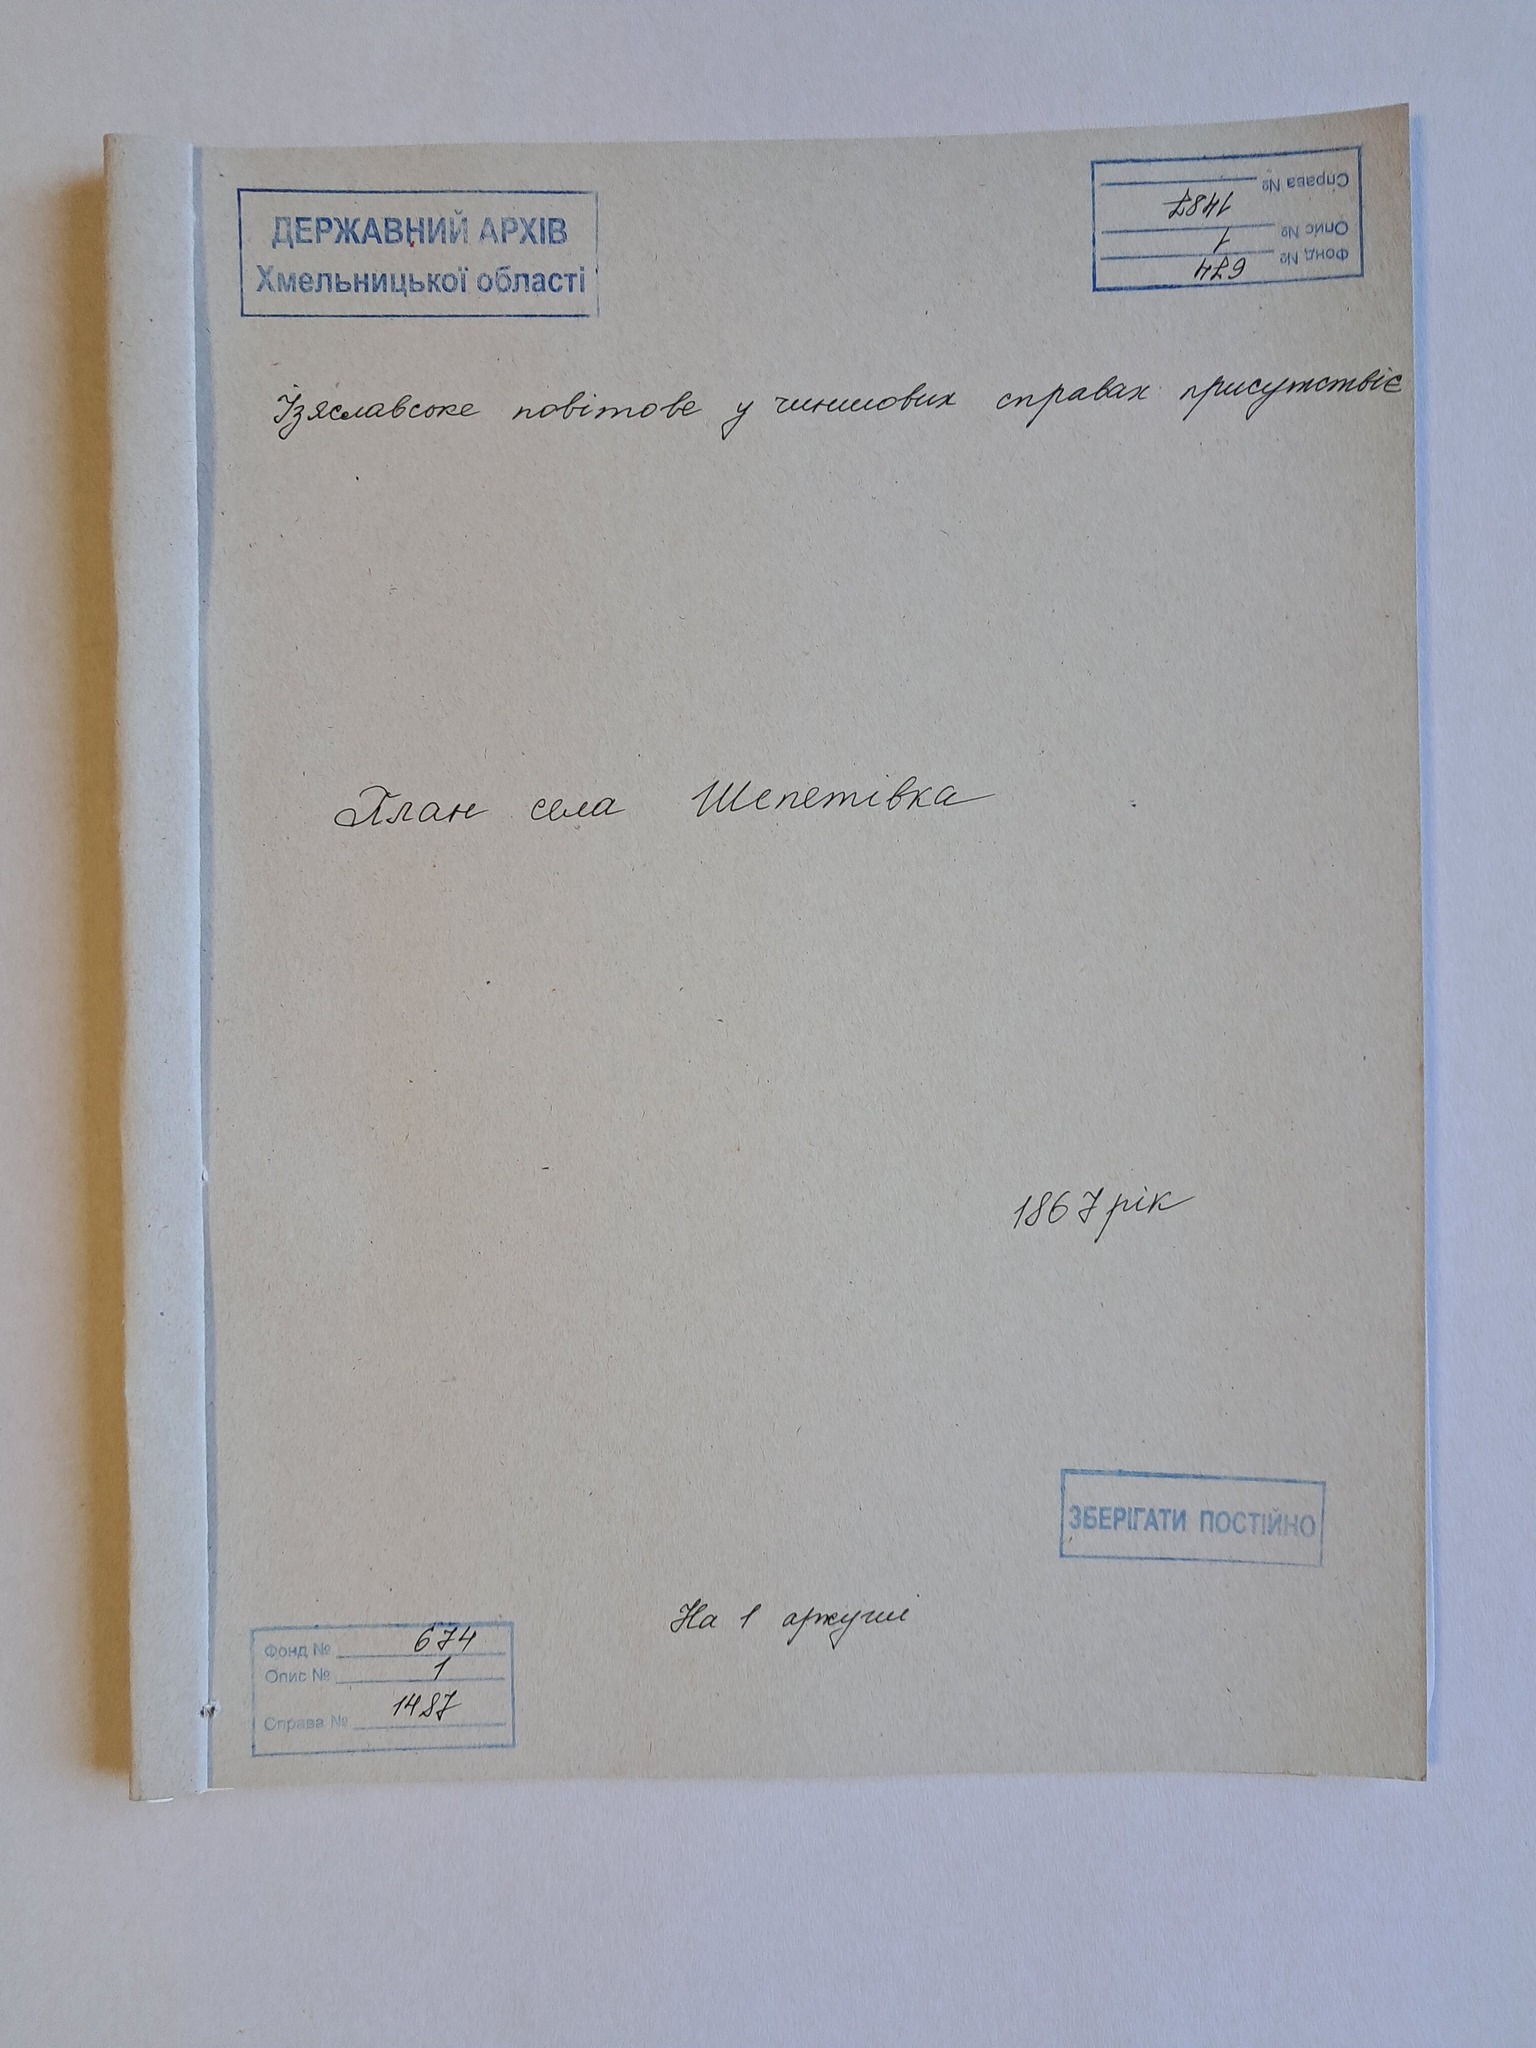 ДЕРЖАВНИЙ АРХІВ
Хмельницької області
Справа № 1487
Опис № 1
Фонд № 674
Ізяславське повітове у чиншових справах присутствіє
План села Шепетівка
1867 рік
ЗБЕРІГАТИ ПОСТІЙНО
На 1 аркуші
Фонд № 674
Опис № 1
Справа № 1487